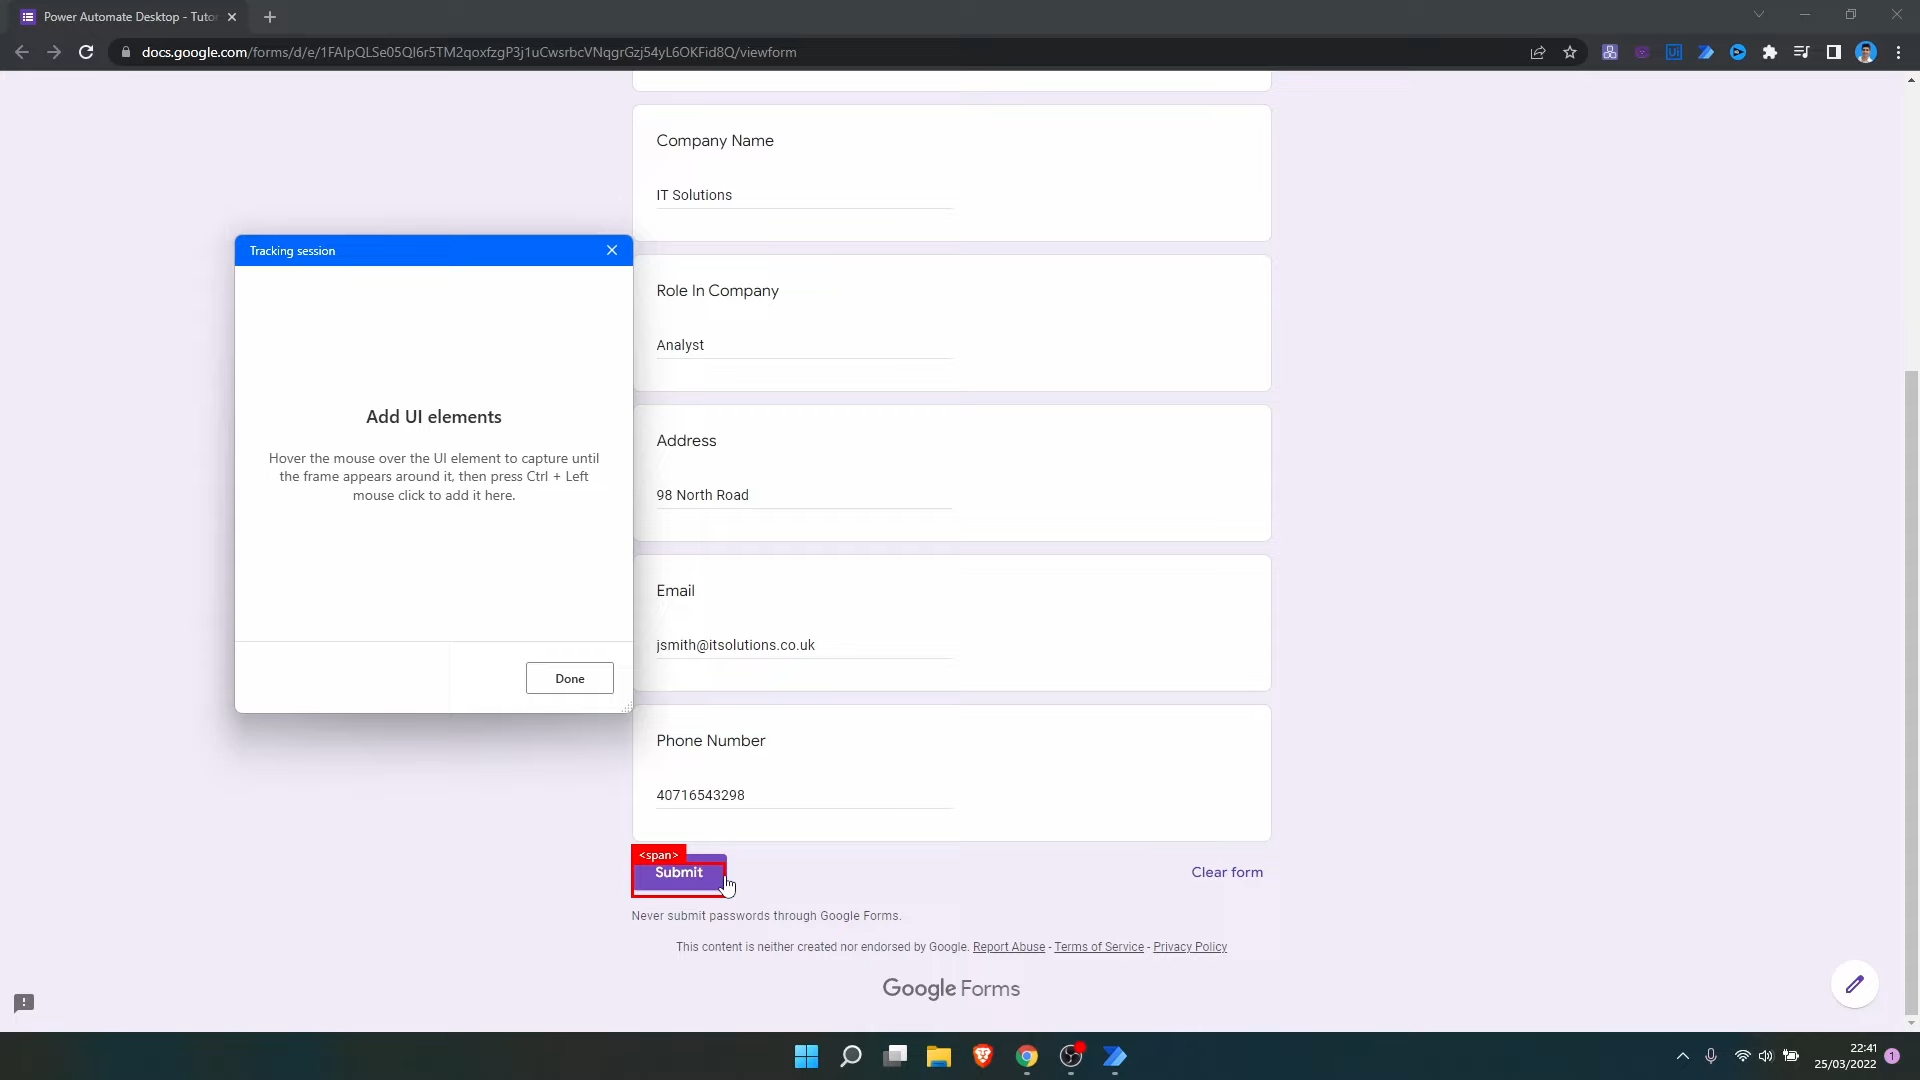 Power Automate Desktop - Tutor
docs.google.com/forms/d/e/1FAIpQLSe05Ql6r5TM2qoxfzgP3j1uCwsrbcVNqgrGzj54yL6OKFid8Q/viewform
Company Name
IT Solutions
Tracking session
Role In Company
Analyst
Add UI elements
Hover the mouse over the UI element to capture until
the frame appears around it, then press Ctrl + Left
mouse click to add it here.
Done
Address
98 North Road
Email
jsmith@itsolutions.co.uk
Phone Number
40716543298
<span>
Submit
Clear form
Never submit passwords through Google Forms.
This content is neither created nor endorsed by Google. Report Abuse - Terms of Service - Privacy Policy
Google Forms
22:41
25/03/2022
1